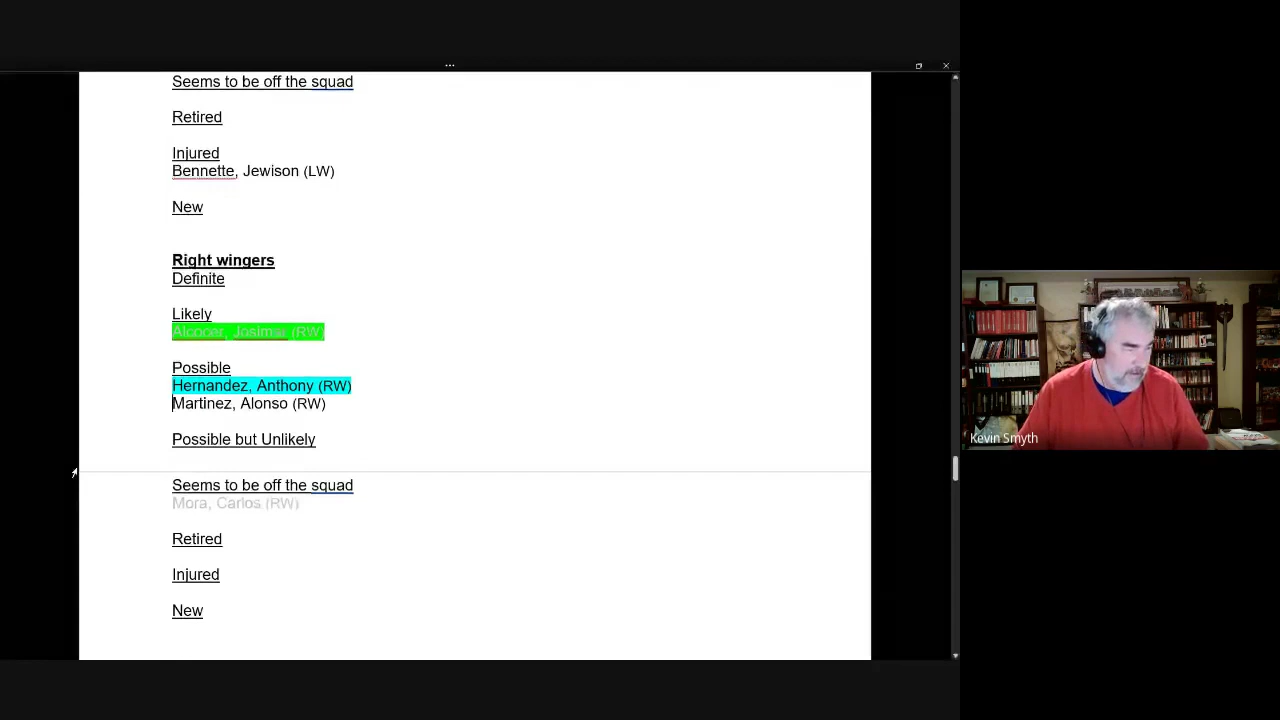 Seems to be off the squad
Retired
Injured
Bennette, Jewison (LW)
New
Right wingers
Definite
Likely
Alcocer, Josimar (RW)
Possible
Hernandez, Anthony (RW)
Martinez, Alonso (RW)
Possible but Unlikely
Seems to be off the squad
Mora, Carlos (RW)
Retired
Injured
New
Kevin Smyth